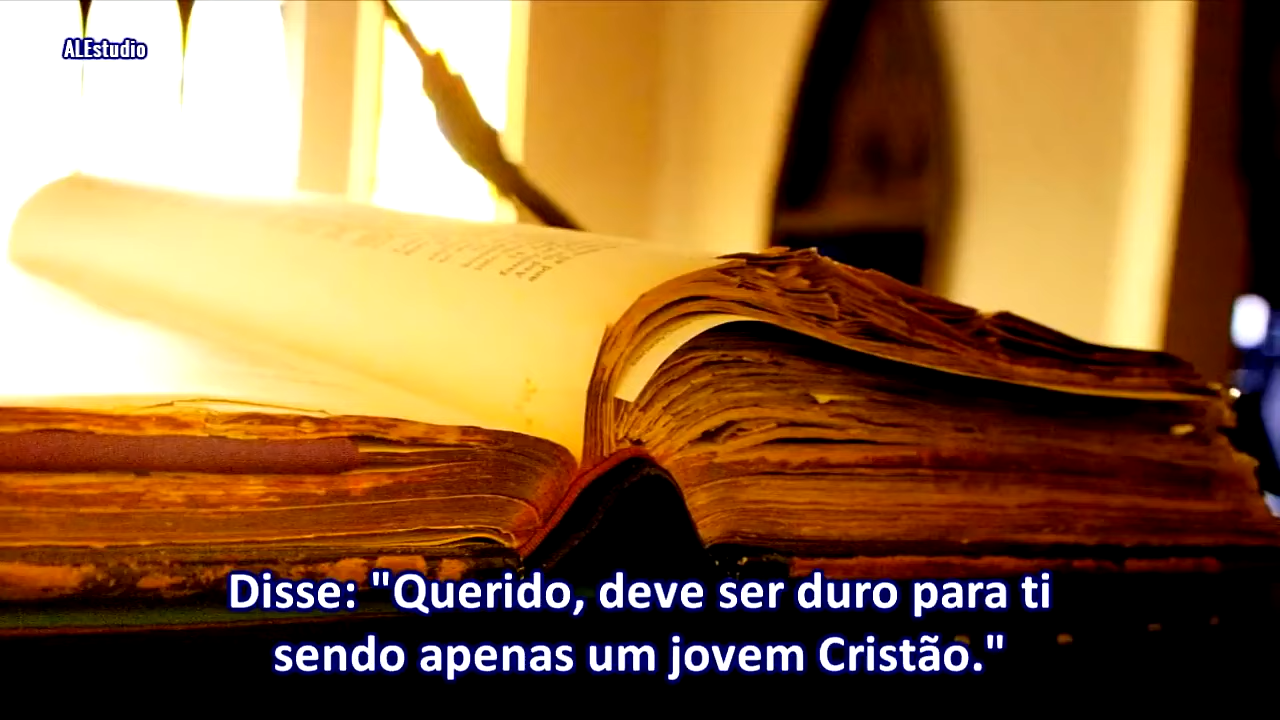 ALEstudio
Disse: "Querido, deve ser duro para ti
sendo apenas um jovem Cristão."